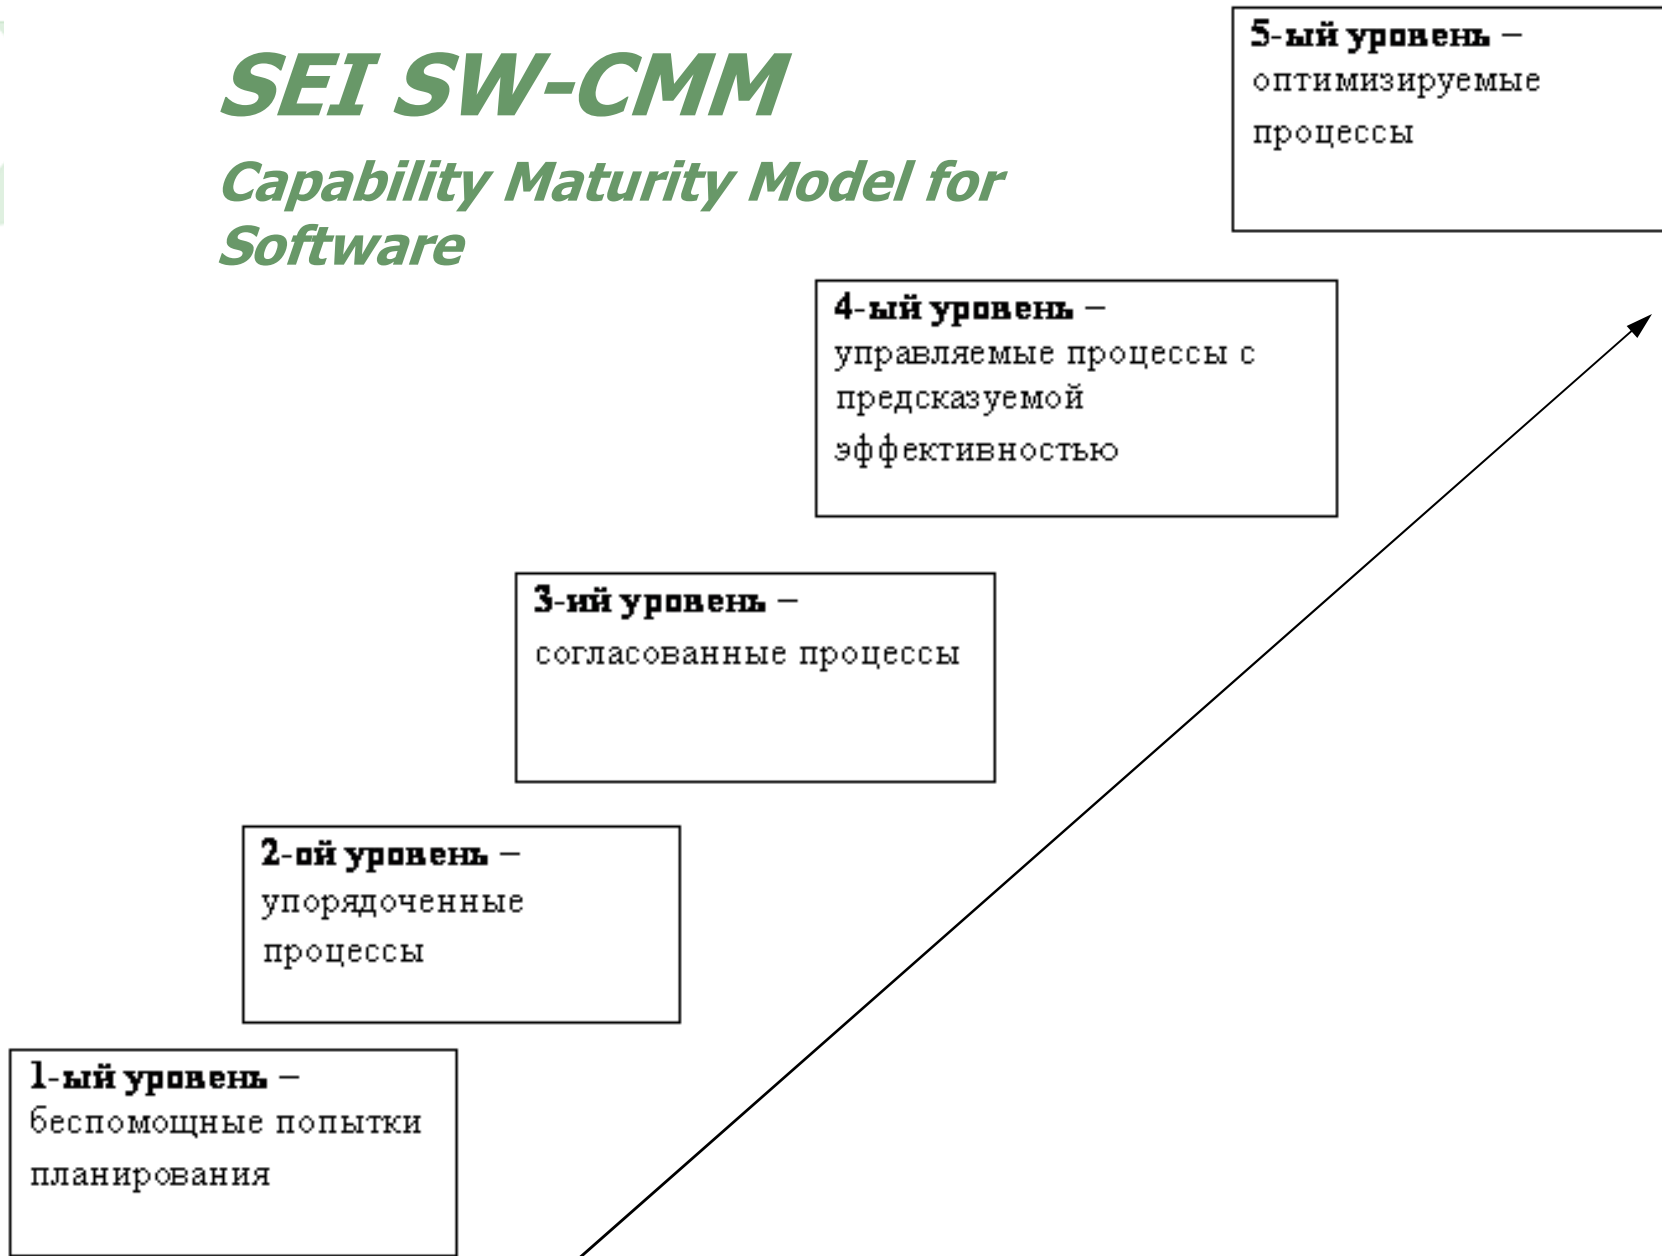 SEI SW-CMM
Capability Maturity Model for
Software
5-ый уровень –
оптимизируемые
процессы
4-ый уровень –
управляемые процессы с
предсказуемой
эффективностью
3-ий уровень –
согласованные процессы
2-ой уровень –
упорядоченные
процессы
1-ый уровень –
беспомощные попытки
планирования